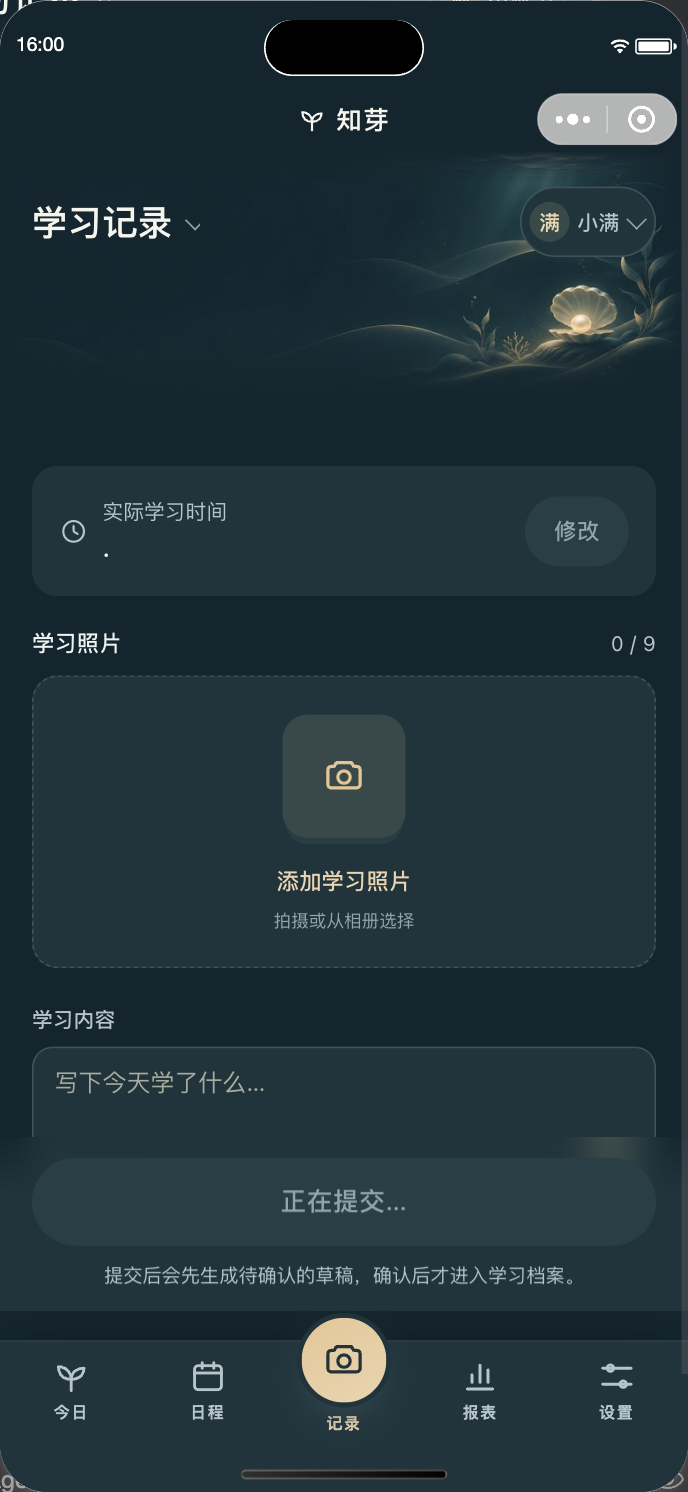 16:00
知芽
学习记录
满 小满
实际学习时间
·
修改
学习照片
0 / 9
添加学习照片
拍摄或从相册选择
学习内容
写下今天学了什么...
正在提交...
提交后会先生成待确认的草稿，确认后才进入学习档案。
今日
日程
记录
报表
设置